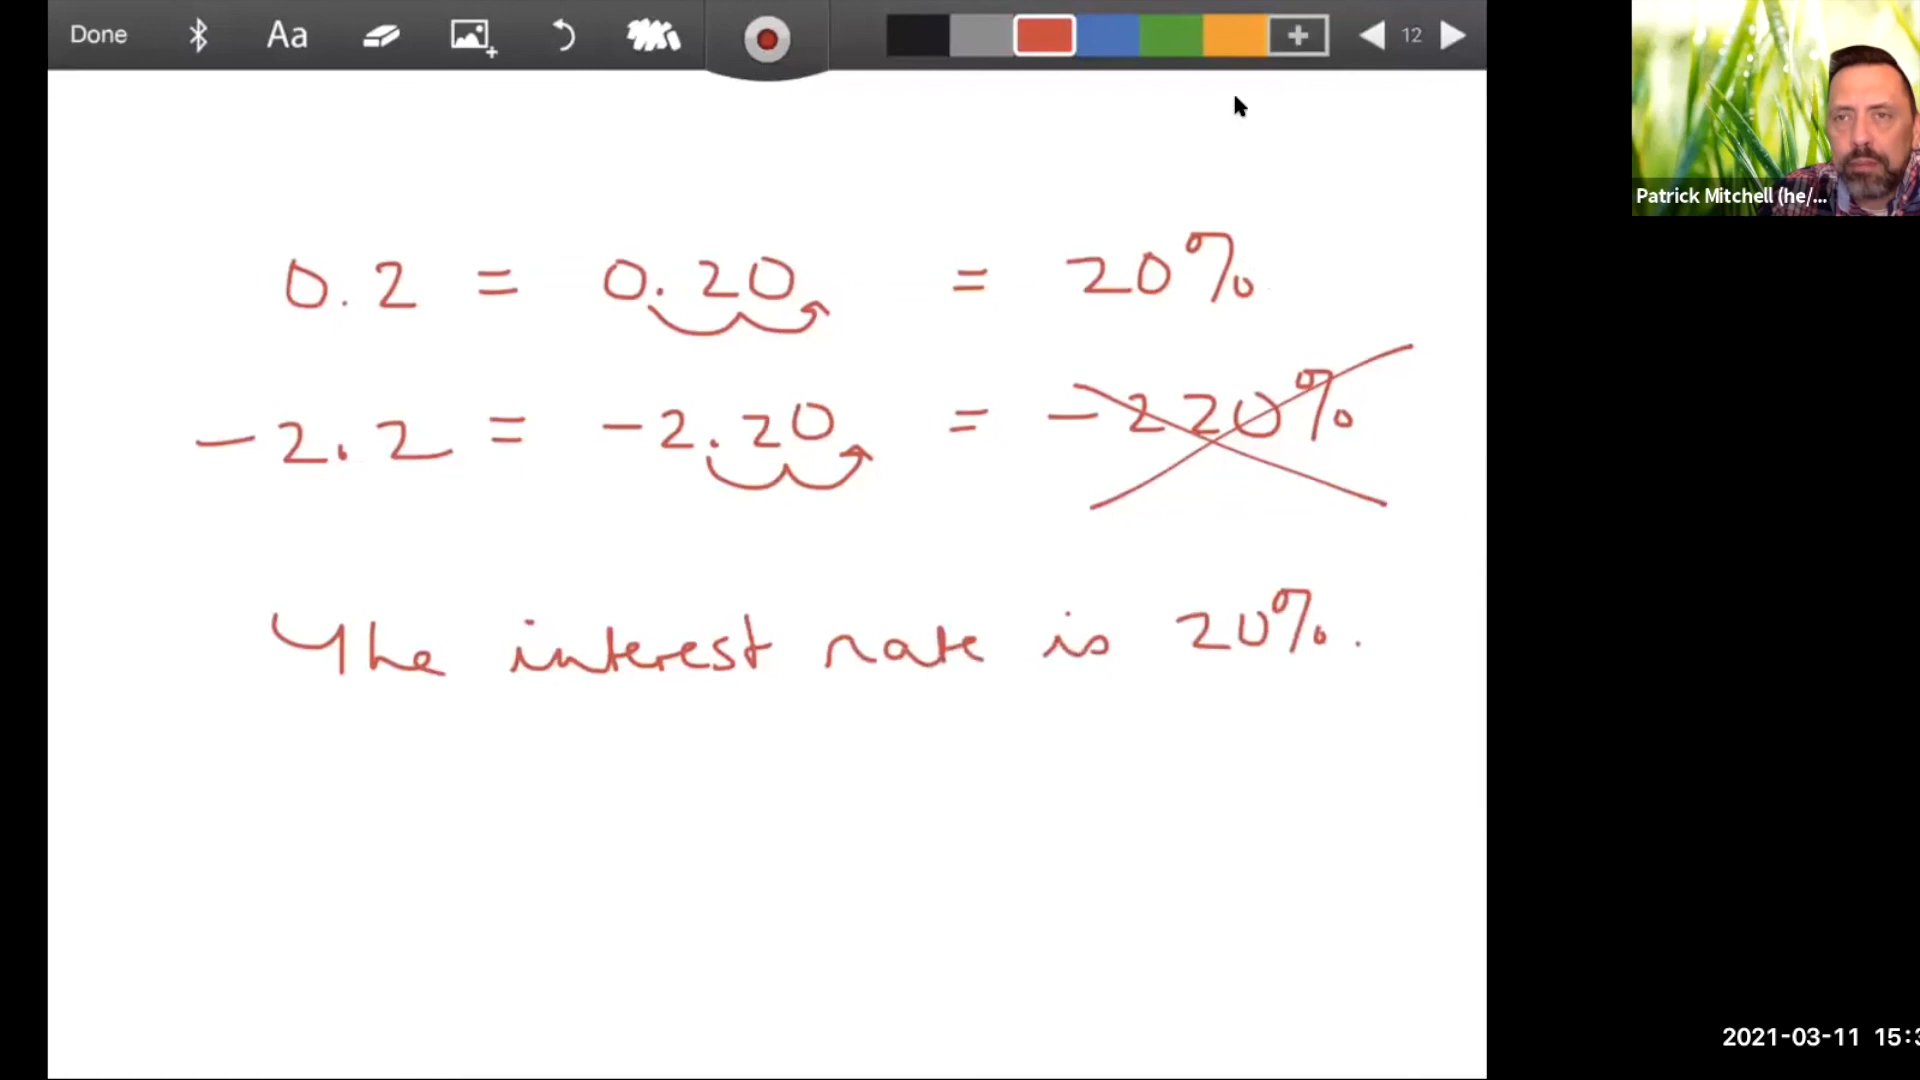 Done Aa 12
Patrick Mitchell (he/...
0.2 = 0.20 = 20%
-2.2 = -2.20 = -220%
The interest rate is 20%.
2021-03-11 15:3